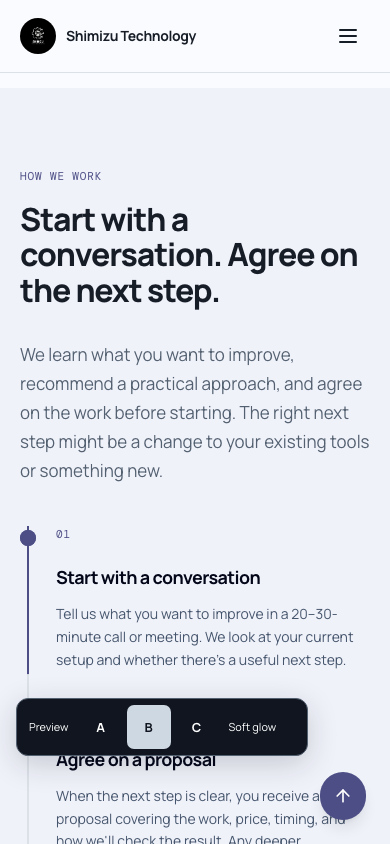 Shimizu Technology
HOW WE WORK
Start with a
conversation. Agree on
the next step.
We learn what you want to improve,
recommend a practical approach, and agree
on the work before starting. The right next
step might be a change to your existing tools
or something new.
01
Start with a conversation
Tell us what you want to improve in a 20–30-
minute call or meeting. We look at your current
setup and whether there's a useful next step.
Preview A B C Soft glow
Agree on a proposal
When the next step is clear, you receive a
proposal covering the work, price, timing, and
how we'll check the result. Any deeper